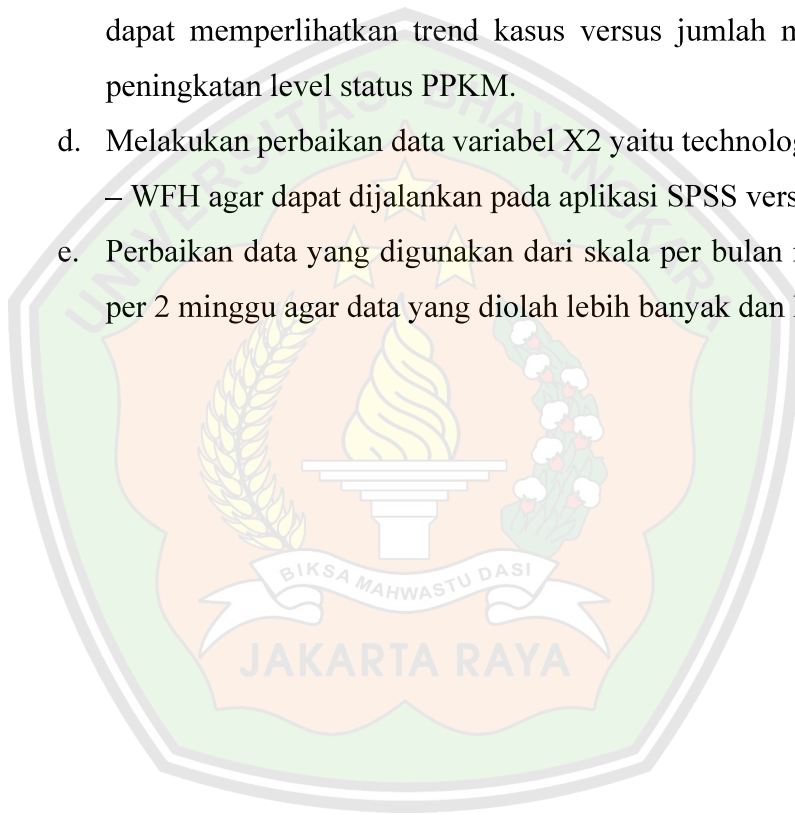 dapat memperlihatkan trend kasus versus jumlah
peningkatan level status PPKM.
d. Melakukan perbaikan data variabel X2 yaitu
– WFH agar dapat dijalankan pada aplikasi SPSS
e. Perbaikan data yang digunakan dari skala per bulan
per 2 minggu agar data yang diolah lebih banyak dan
UNIVERSITAS BHAYANGKARA
BIKSA MAHWASTU DASI
JAKARTA RAYA